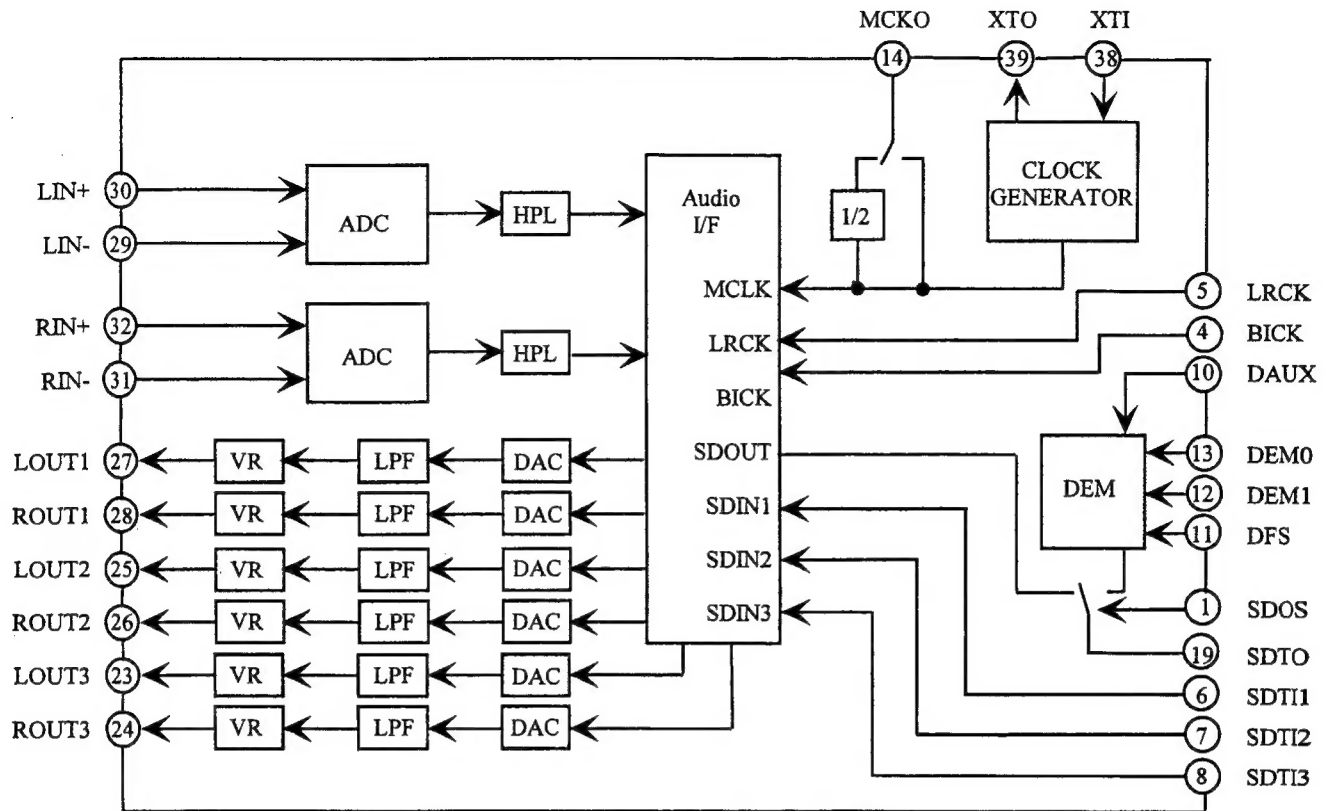 MCKO XTO XTI
14 39 38
LIN+ 30
LIN- 29
ADC
HPL
Audio
I/F
1/2
CLOCK
GENERATOR
MCLK
RIN+ 32
RIN- 31
ADC
HPL
LRCK
BICK
SDOUT
SDIN1
SDIN2
SDIN3
5 LRCK
4 BICK
10 DAUX
DEM
13 DEM0
12 DEM1
11 DFS
1 SDOS
19 SDTO
6 SDTI1
7 SDTI2
8 SDTI3
LOUT1 27 VR LPF DAC
ROUT1 28 VR LPF DAC
LOUT2 25 VR LPF DAC
ROUT2 26 VR LPF DAC
LOUT3 23 VR LPF DAC
ROUT3 24 VR LPF DAC